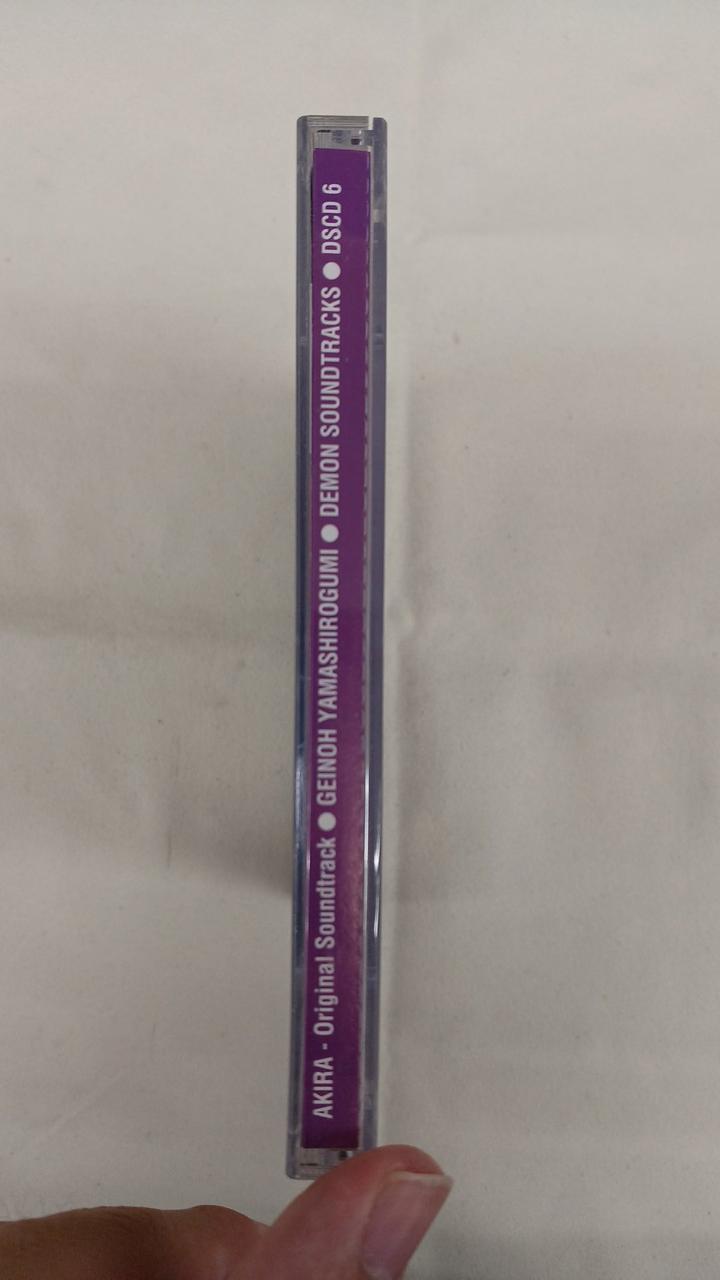 AKIRA - Original Soundtrack ● GEINOH YAMASHIROGUMI ● DEMON SOUNDTRACKS ● DSCD 6